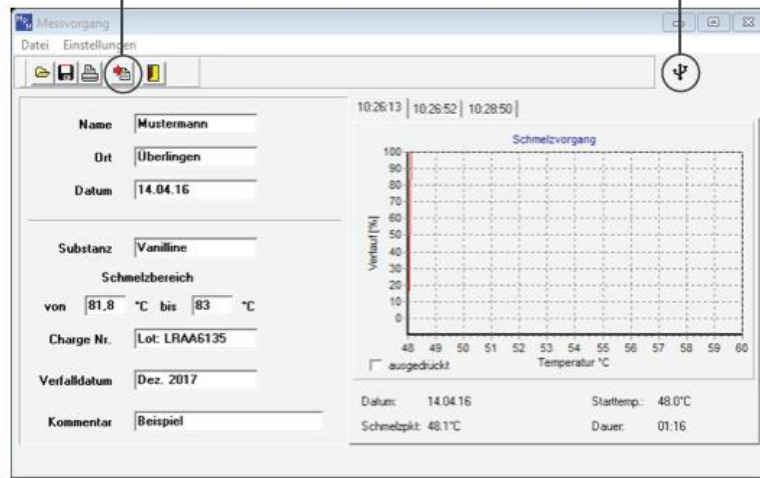 Messvorgang
Datei Einstellungen
Name Mustermann
Ort Überlingen
Datum 14.04.16
Substanz Vanilline
Schmelzbereich
von 81,8 °C bis 83 °C
Charge Nr. Lot: LRAA6135
Verfalldatum Dez. 2017
Kommentar Beispiel
10:26:13 10:26:52 10:28:50
Schmelzvorgang
Verlauf [%]
100
90
80
70
60
50
40
30
20
10
0
48 49 50 51 52 53 54 55 56 57 58 59 60
ausgedrückt Temperatur °C
Datum: 14.04.16 Starttemp.: 48.0°C
Schmelzpkt: 48.1°C Dauer: 01:16